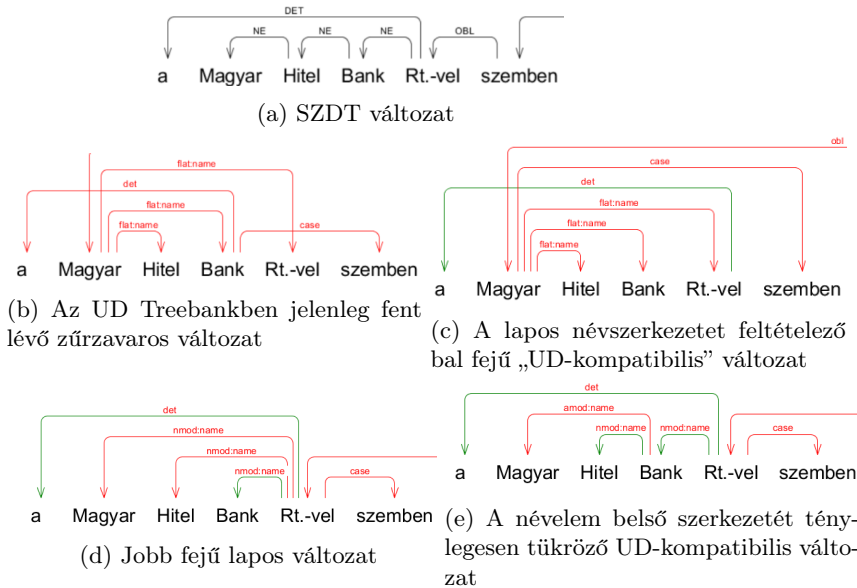 DET
NE NE NE OBL
a Magyar Hitel Bank Rt.-vel szemben
(a) SZDT változat
flat:name
det
flat:name
flat:name case
a Magyar Hitel Bank Rt.-vel szemben
(b) Az UD Treebankben jelenleg fent
lévő zűrzavaros változat
obl
case
det
flat:name
flat:name
flat:name
a Magyar Hitel Bank Rt.-vel szemben
(c) A lapos névszerkezetet feltételező
bal fejű „UD-kompatibilis” változat
det
nmod:name
nmod:name
nmod:name case
a Magyar Hitel Bank Rt.-vel szemben
(d) Jobb fejű lapos változat
det
amod:name
nmod:name nmod:name case
a Magyar Hitel Bank Rt.-vel szemben
(e) A névelem belső szerkezetét tény-
legesen tükröző UD-kompatibilis válto-
zat